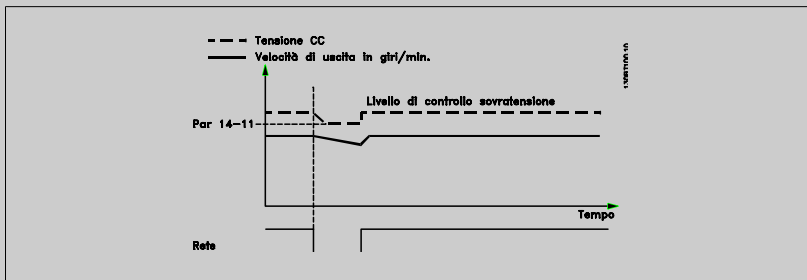 Tensione CC
Velocità di uscita in giri/min.
Livello di controllo sovratensione
Par 14-11
Tempo
Rete